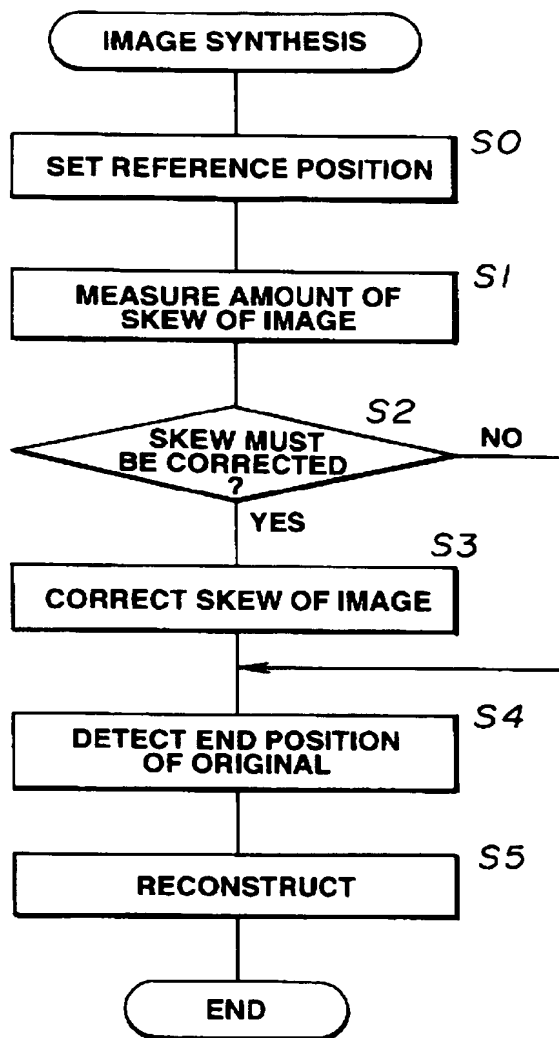 IMAGE SYNTHESIS
S0
SET REFERENCE POSITION
S1
MEASURE AMOUNT OF
SKEW OF IMAGE
S2
SKEW MUST
BE CORRECTED
?
NO
YES
S3
CORRECT SKEW OF IMAGE
S4
DETECT END POSITION
OF ORIGINAL
S5
RECONSTRUCT
END